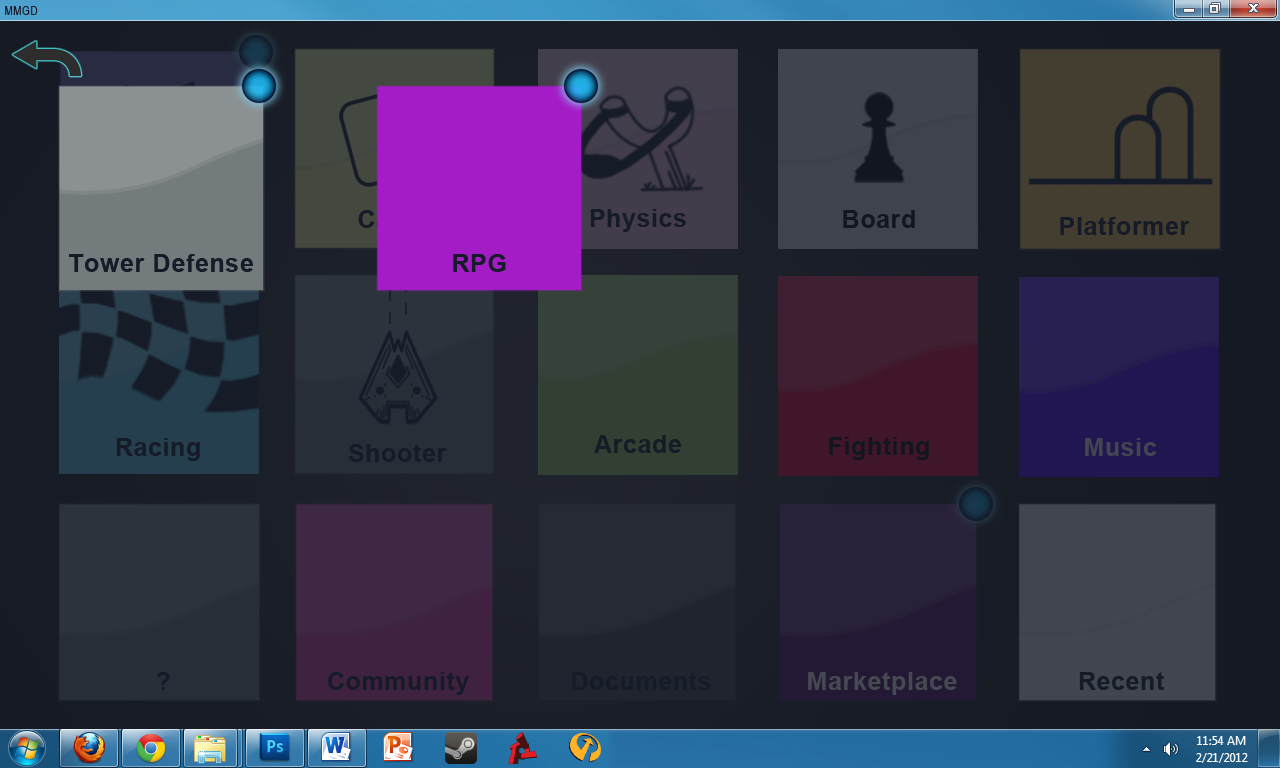 MMGD
Tower Defense
C
RPG
Physics
Board
Platformer
Racing
Shooter
Arcade
Fighting
Music
?
Community
Documents
Marketplace
Recent
Ps
W
P
11:54 AM
2/21/2012